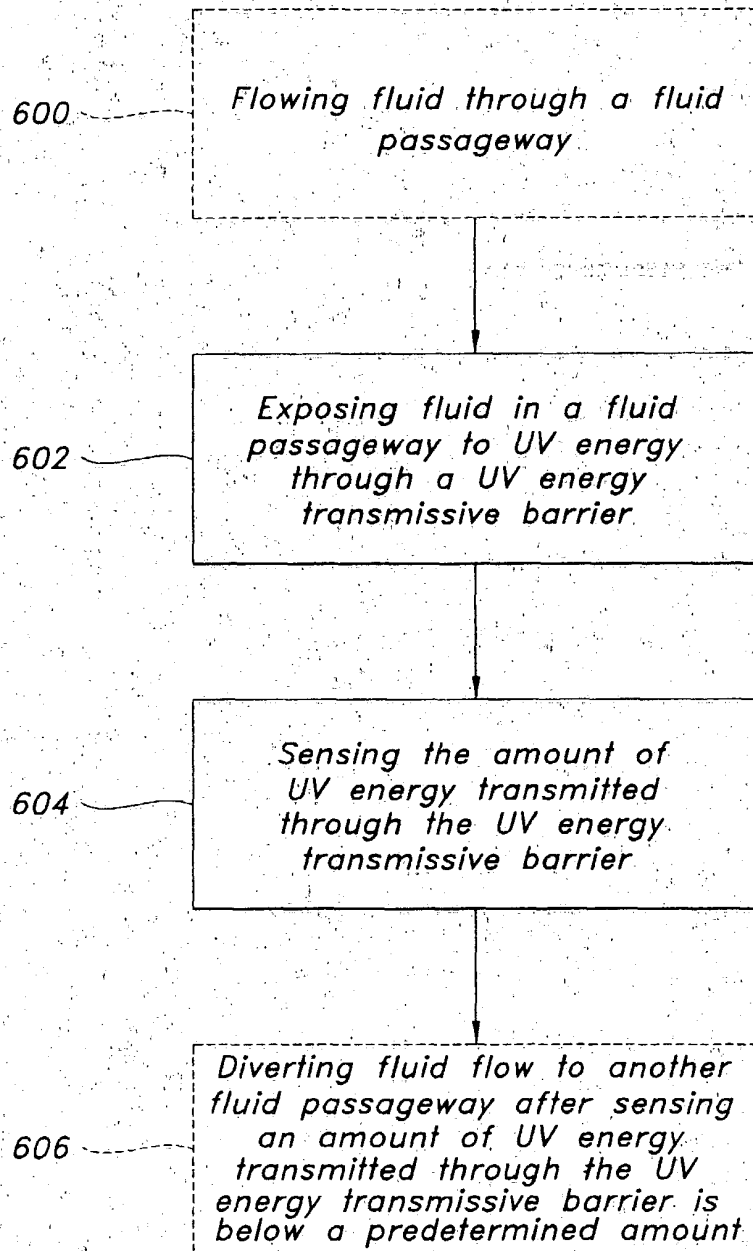 600
Flowing fluid through a fluid
passageway
602
Exposing fluid in a fluid
passageway to UV energy
through a UV energy
transmissive barrier
604
Sensing the amount of
UV energy transmitted
through the UV energy
transmissive barrier
606
Diverting fluid flow to another
fluid passageway after sensing
an amount of UV energy
transmitted through the UV
energy transmissive barrier is
below a predetermined amount